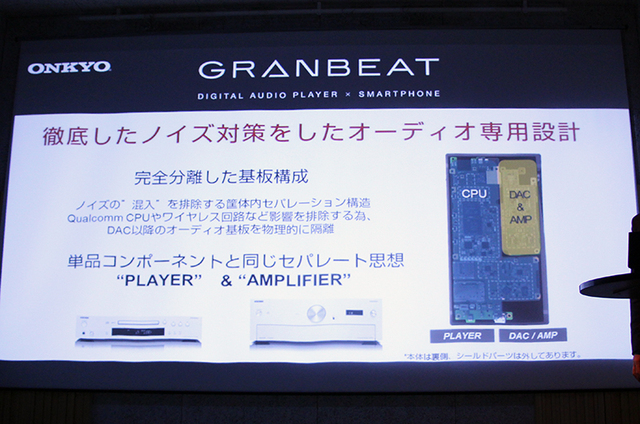 ONKYO
GRANBEAT
DIGITAL AUDIO PLAYER × SMARTPHONE
徹底したノイズ対策をしたオーディオ専用設計
完全分離した基板構成
ノイズの"混入"を排除する筐体内セパレーション構造
Qualcomm CPUやワイヤレス回路など影響を排除する為、
DAC以降のオーディオ基板を物理的に隔離
単品コンポーネントと同じセパレート思想
“PLAYER” & “AMPLIFIER”
CPU
DAC
&
AMP
PLAYER
DAC / AMP
*本体は裏側、シールドパーツは外してあります。